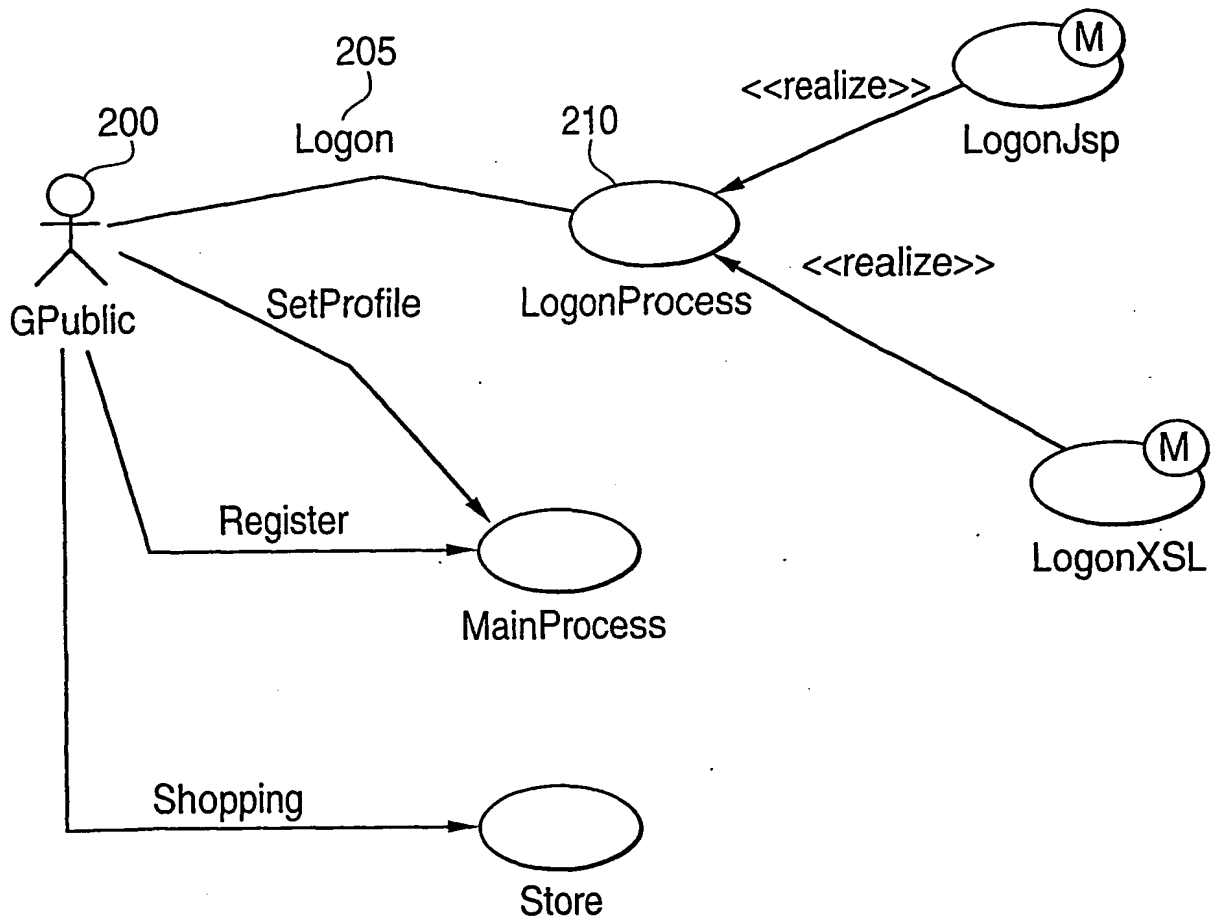 M
205
<<realize>>
200
Logon
210
LogonJsp
GPublic
SetProfile
LogonProcess
<<realize>>
M
Register
LogonXSL
MainProcess
Shopping
Store